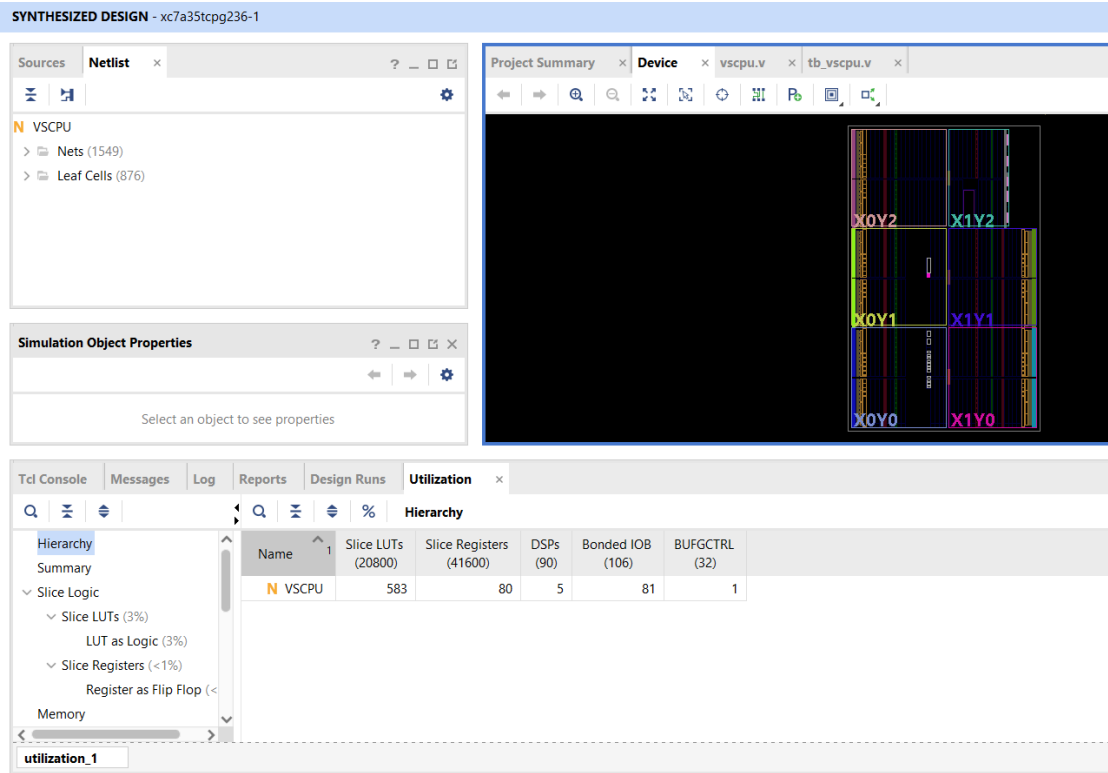 SYNTHESIZED DESIGN - xc7a35tcpg236-1
Sources Netlist × ? _
N VSCPU
Nets (1549)
Leaf Cells (876)
Project Summary × Device × vscpu.v × tb_vscpu.v ×
X0Y2 X1Y2
X0Y1 X1Y1
X0Y0 X1Y0
Simulation Object Properties ? _ ×
Select an object to see properties
Tcl Console Messages Log Reports Design Runs Utilization ×
% Hierarchy
Hierarchy
Summary
Slice Logic
Slice LUTs (3%)
LUT as Logic (3%)
Slice Registers (<1%)
Register as Flip Flop (<
Memory
Name 1 Slice LUTs (20800) Slice Registers (41600) DSPs (90) Bonded IOB (106) BUFGCTRL (32)
N VSCPU 583 80 5 81 1
utilization_1